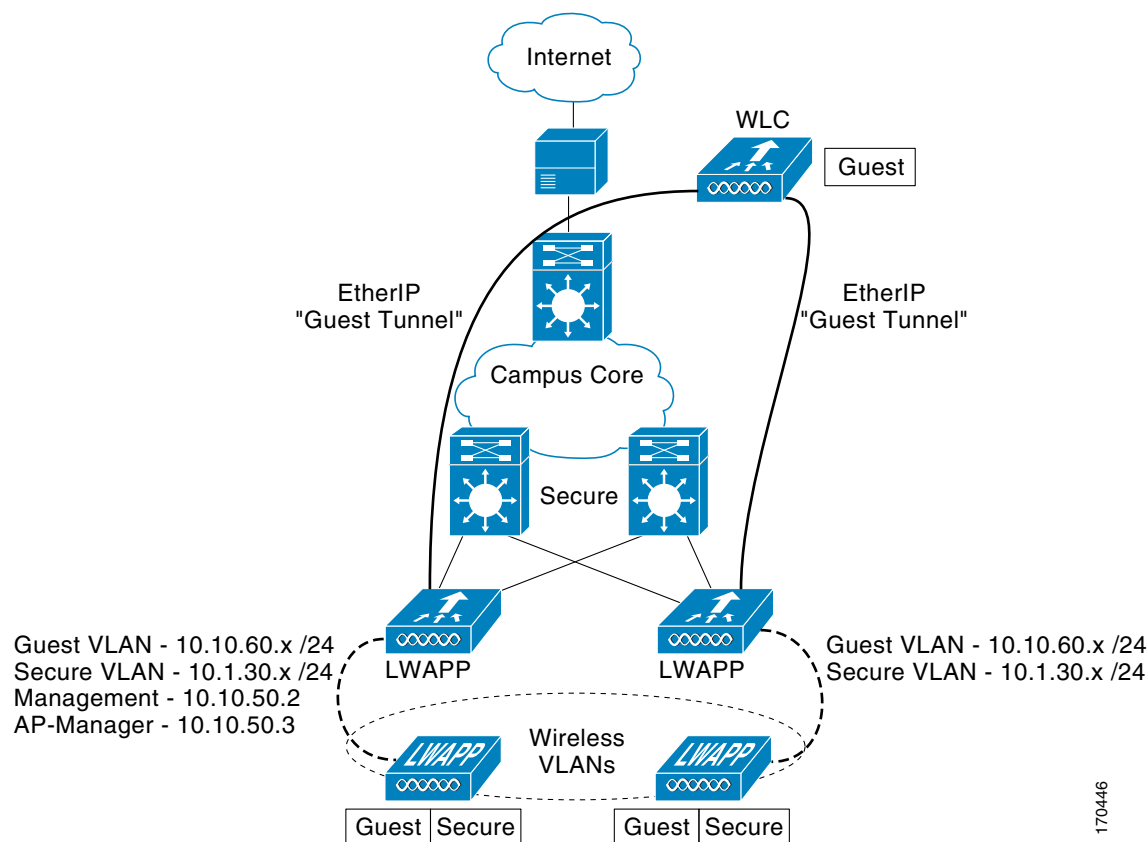 Internet
WLC
Guest
EtherIP
"Guest Tunnel"
EtherIP
"Guest Tunnel"
Campus Core
Secure
Guest VLAN - 10.10.60.x /24
Secure VLAN - 10.1.30.x /24
Management - 10.10.50.2
AP-Manager - 10.10.50.3
LWAPP
LWAPP
Guest VLAN - 10.10.60.x /24
Secure VLAN - 10.1.30.x /24
Wireless
VLANs
LWAPP
LWAPP
Guest
Secure
Guest
Secure
170446